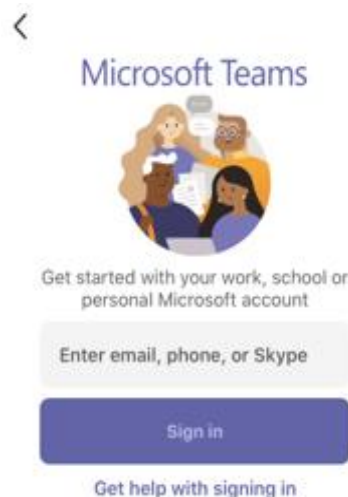 Microsoft Teams
Get started with your work, school or
personal Microsoft account
Enter email, phone, or Skype
Sign in
Get help with signing in